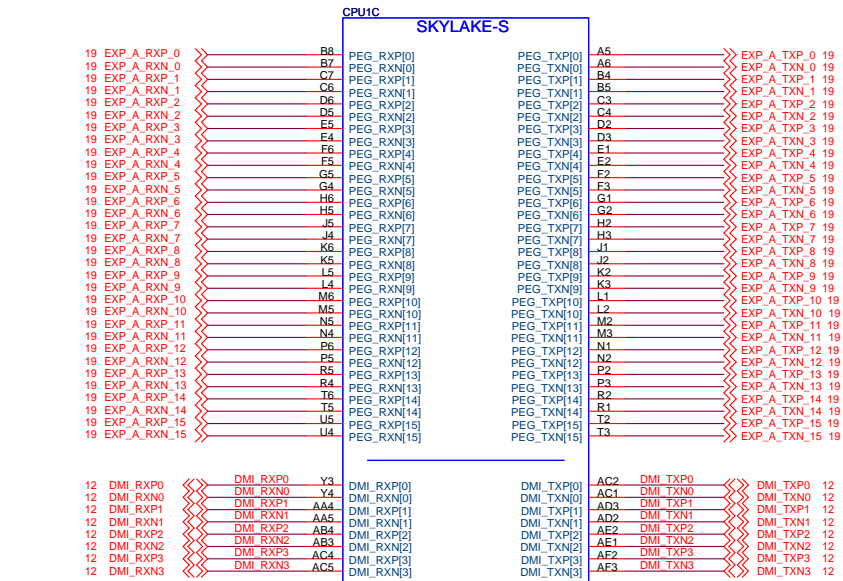 CPU1C
SKYLAKE-S
19 EXP_A_RXP_0 B8 PEG_RXP[0] PEG_TXP[0] A5 EXP_A_TXP_0 19
19 EXP_A_RXN_0 B7 PEG_RXN[0] PEG_TXN[0] A6 EXP_A_TXN_0 19
19 EXP_A_RXP_1 C7 PEG_RXP[1] PEG_TXP[1] B4 EXP_A_TXP_1 19
19 EXP_A_RXN_1 C6 PEG_RXN[1] PEG_TXN[1] B5 EXP_A_TXN_1 19
19 EXP_A_RXP_2 D6 PEG_RXP[2] PEG_TXP[2] C3 EXP_A_TXP_2 19
19 EXP_A_RXN_2 D5 PEG_RXN[2] PEG_TXN[2] C4 EXP_A_TXN_2 19
19 EXP_A_RXP_3 E5 PEG_RXP[3] PEG_TXP[3] D2 EXP_A_TXP_3 19
19 EXP_A_RXN_3 E4 PEG_RXN[3] PEG_TXN[3] D3 EXP_A_TXN_3 19
19 EXP_A_RXP_4 F6 PEG_RXP[4] PEG_TXP[4] E1 EXP_A_TXP_4 19
19 EXP_A_RXN_4 F5 PEG_RXN[4] PEG_TXN[4] E2 EXP_A_TXN_4 19
19 EXP_A_RXP_5 G5 PEG_RXP[5] PEG_TXP[5] F2 EXP_A_TXP_5 19
19 EXP_A_RXN_5 G4 PEG_RXN[5] PEG_TXN[5] F3 EXP_A_TXN_5 19
19 EXP_A_RXP_6 H6 PEG_RXP[6] PEG_TXP[6] G1 EXP_A_TXP_6 19
19 EXP_A_RXN_6 H5 PEG_RXN[6] PEG_TXN[6] G2 EXP_A_TXN_6 19
19 EXP_A_RXP_7 J5 PEG_RXP[7] PEG_TXP[7] H2 EXP_A_TXP_7 19
19 EXP_A_RXN_7 J4 PEG_RXN[7] PEG_TXN[7] H3 EXP_A_TXN_7 19
19 EXP_A_RXP_8 K6 PEG_RXP[8] PEG_TXP[8] J1 EXP_A_TXP_8 19
19 EXP_A_RXN_8 K5 PEG_RXN[8] PEG_TXN[8] J2 EXP_A_TXN_8 19
19 EXP_A_RXP_9 L5 PEG_RXP[9] PEG_TXP[9] K2 EXP_A_TXP_9 19
19 EXP_A_RXN_9 L4 PEG_RXN[9] PEG_TXN[9] K3 EXP_A_TXN_9 19
19 EXP_A_RXP_10 M6 PEG_RXP[10] PEG_TXP[10] L1 EXP_A_TXP_10 19
19 EXP_A_RXN_10 M5 PEG_RXN[10] PEG_TXN[10] L2 EXP_A_TXN_10 19
19 EXP_A_RXP_11 N5 PEG_RXP[11] PEG_TXP[11] M2 EXP_A_TXP_11 19
19 EXP_A_RXN_11 N4 PEG_RXN[11] PEG_TXN[11] M3 EXP_A_TXN_11 19
19 EXP_A_RXP_12 P6 PEG_RXP[12] PEG_TXP[12] N1 EXP_A_TXP_12 19
19 EXP_A_RXN_12 P5 PEG_RXN[12] PEG_TXN[12] N2 EXP_A_TXN_12 19
19 EXP_A_RXP_13 R5 PEG_RXP[13] PEG_TXP[13] P2 EXP_A_TXP_13 19
19 EXP_A_RXN_13 R4 PEG_RXN[13] PEG_TXN[13] P3 EXP_A_TXN_13 19
19 EXP_A_RXP_14 T6 PEG_RXP[14] PEG_TXP[14] R2 EXP_A_TXP_14 19
19 EXP_A_RXN_14 T5 PEG_RXN[14] PEG_TXN[14] R1 EXP_A_TXN_14 19
19 EXP_A_RXP_15 U5 PEG_RXP[15] PEG_TXP[15] T2 EXP_A_TXP_15 19
19 EXP_A_RXN_15 U4 PEG_RXN[15] PEG_TXN[15] T3 EXP_A_TXN_15 19
12 DMI_RXP0 DMI_RXP0 Y3 DMI_RXP[0] DMI_TXP[0] AC2 DMI_TXP0 DMI_TXP0 12
12 DMI_RXN0 DMI_RXN0 Y4 DMI_RXN[0] DMI_TXN[0] AC1 DMI_TXN0 DMI_TXN0 12
12 DMI_RXP1 DMI_RXP1 AA4 DMI_RXP[1] DMI_TXP[1] AD3 DMI_TXP1 DMI_TXP1 12
12 DMI_RXN1 DMI_RXN1 AA5 DMI_RXN[1] DMI_TXN[1] AD2 DMI_TXN1 DMI_TXN1 12
12 DMI_RXP2 DMI_RXP2 AB4 DMI_RXP[2] DMI_TXP[2] AE2 DMI_TXP2 DMI_TXP2 12
12 DMI_RXN2 DMI_RXN2 AB3 DMI_RXN[2] DMI_TXN[2] AE1 DMI_TXN2 DMI_TXN2 12
12 DMI_RXP3 DMI_RXP3 AC4 DMI_RXP[3] DMI_TXP[3] AF2 DMI_TXP3 DMI_TXP3 12
12 DMI_RXN3 DMI_RXN3 AC5 DMI_RXN[3] DMI_TXN[3] AF3 DMI_TXN3 DMI_TXN3 12